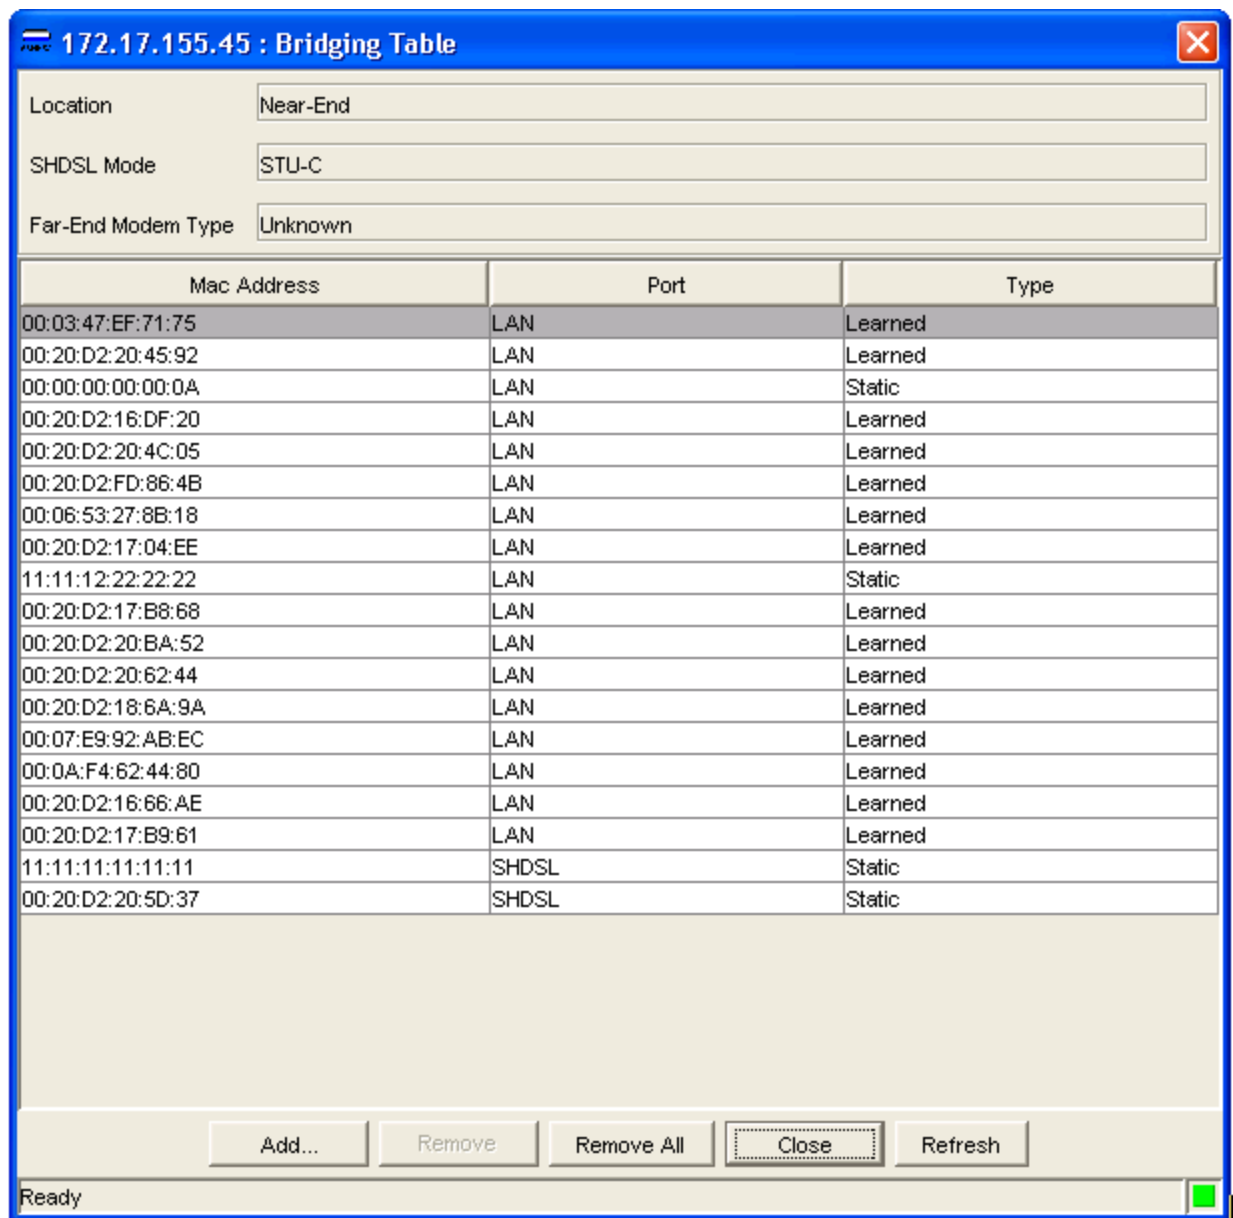 172.17.155.45 : Bridging Table
Location Near-End
SHDSL Mode STU-C
Far-End Modem Type Unknown
Mac Address Port Type
00:03:47:EF:71:75 LAN Learned
00:20:D2:20:45:92 LAN Learned
00:00:00:00:00:0A LAN Static
00:20:D2:16:DF:20 LAN Learned
00:20:D2:20:4C:05 LAN Learned
00:20:D2:FD:86:4B LAN Learned
00:06:53:27:8B:18 LAN Learned
00:20:D2:17:04:EE LAN Learned
11:11:12:22:22:22 LAN Static
00:20:D2:17:B8:68 LAN Learned
00:20:D2:20:BA:52 LAN Learned
00:20:D2:20:62:44 LAN Learned
00:20:D2:18:6A:9A LAN Learned
00:07:E9:92:AB:EC LAN Learned
00:0A:F4:62:44:80 LAN Learned
00:20:D2:16:66:AE LAN Learned
00:20:D2:17:B9:61 LAN Learned
11:11:11:11:11:11 SHDSL Static
00:20:D2:20:5D:37 SHDSL Static
Add... Remove Remove All Close Refresh
Ready